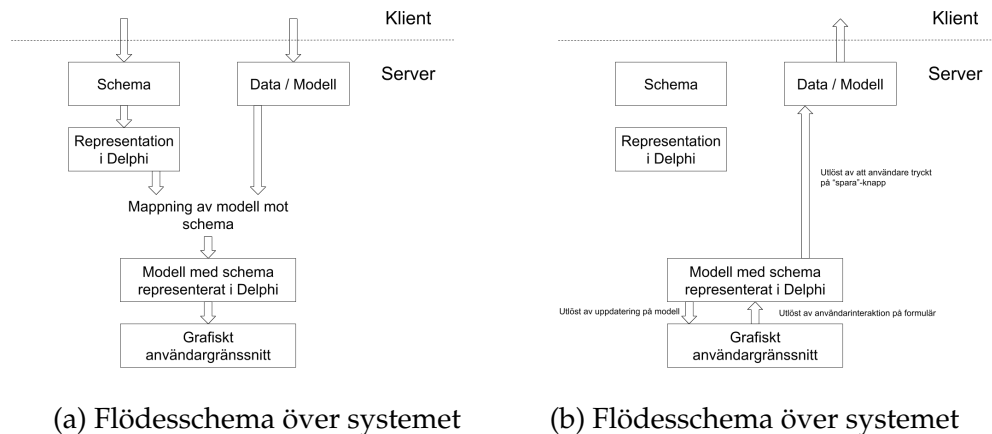 Klient
Server
Schema
Data / Modell
Representation
i Delphi
Mappning av modell mot
schema
Modell med schema
representerat i Delphi
Grafiskt
användargränssnitt
(a) Flödesschema över systemet
Klient
Server
Schema
Data / Modell
Representation
i Delphi
Utlöst av att användare tryckt
på "spara"-knapp
Modell med schema
representerat i Delphi
Utlöst av uppdatering på modell
Utlöst av användarinteraktion på formulär
Grafiskt
användargränssnitt
(b) Flödesschema över systemet